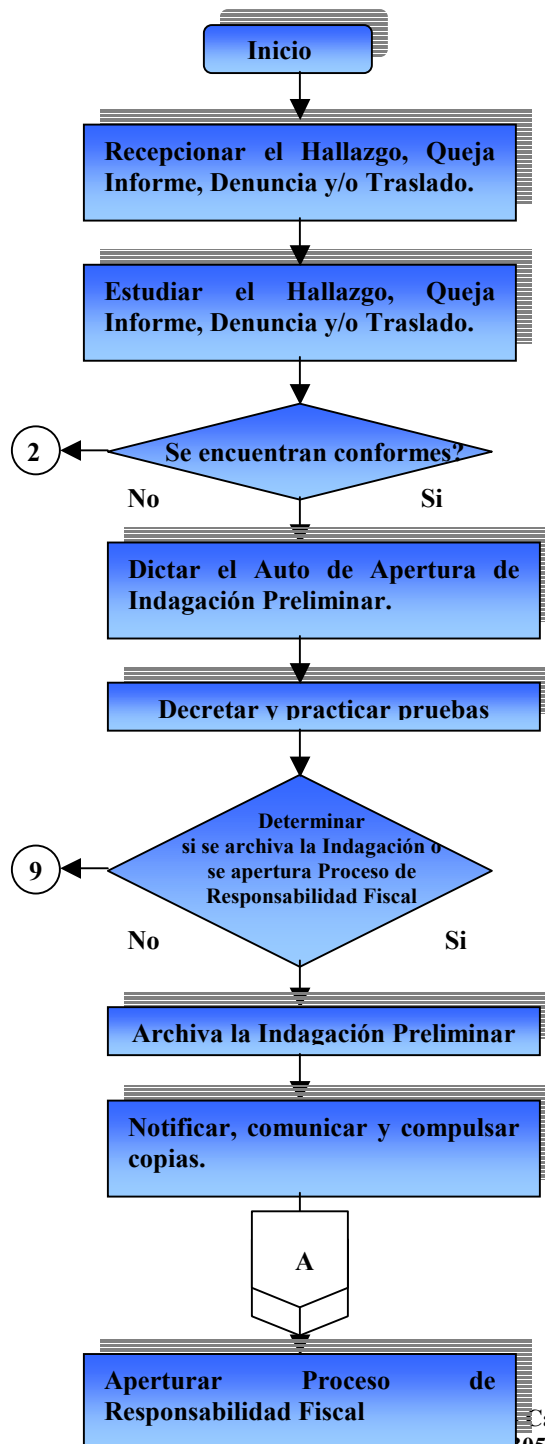 Inicio
Recepcionar el Hallazgo, Queja
Informe, Denuncia y/o Traslado.
Estudiar el Hallazgo, Queja
Informe, Denuncia y/o Traslado.
2
Se encuentran conformes?
No Si
Dictar el Auto de Apertura de
Indagación Preliminar.
Decretar y practicar pruebas
Determinar
si se archiva la Indagación o
se apertura Proceso de
Responsabilidad Fiscal
9
No Si
Archiva la Indagación Preliminar
Notificar, comunicar y compulsar
copias.
A
Aperturar Proceso de
Responsabilidad Fiscal